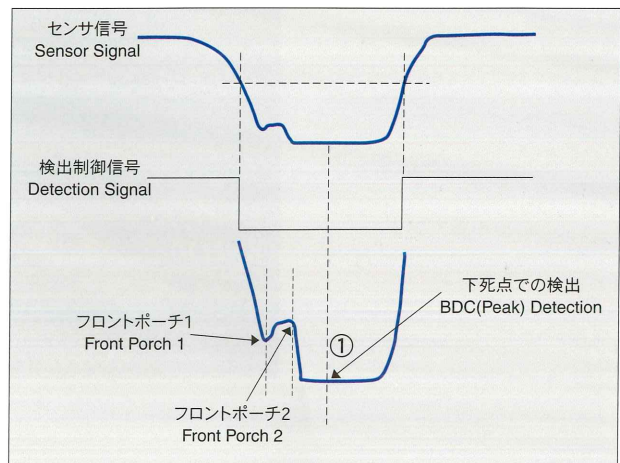 センサ信号
Sensor Signal
検出制御信号
Detection Signal
下死点での検出
BDC(Peak) Detection
フロントポーチ1
Front Porch 1
①
フロントポーチ2
Front Porch 2